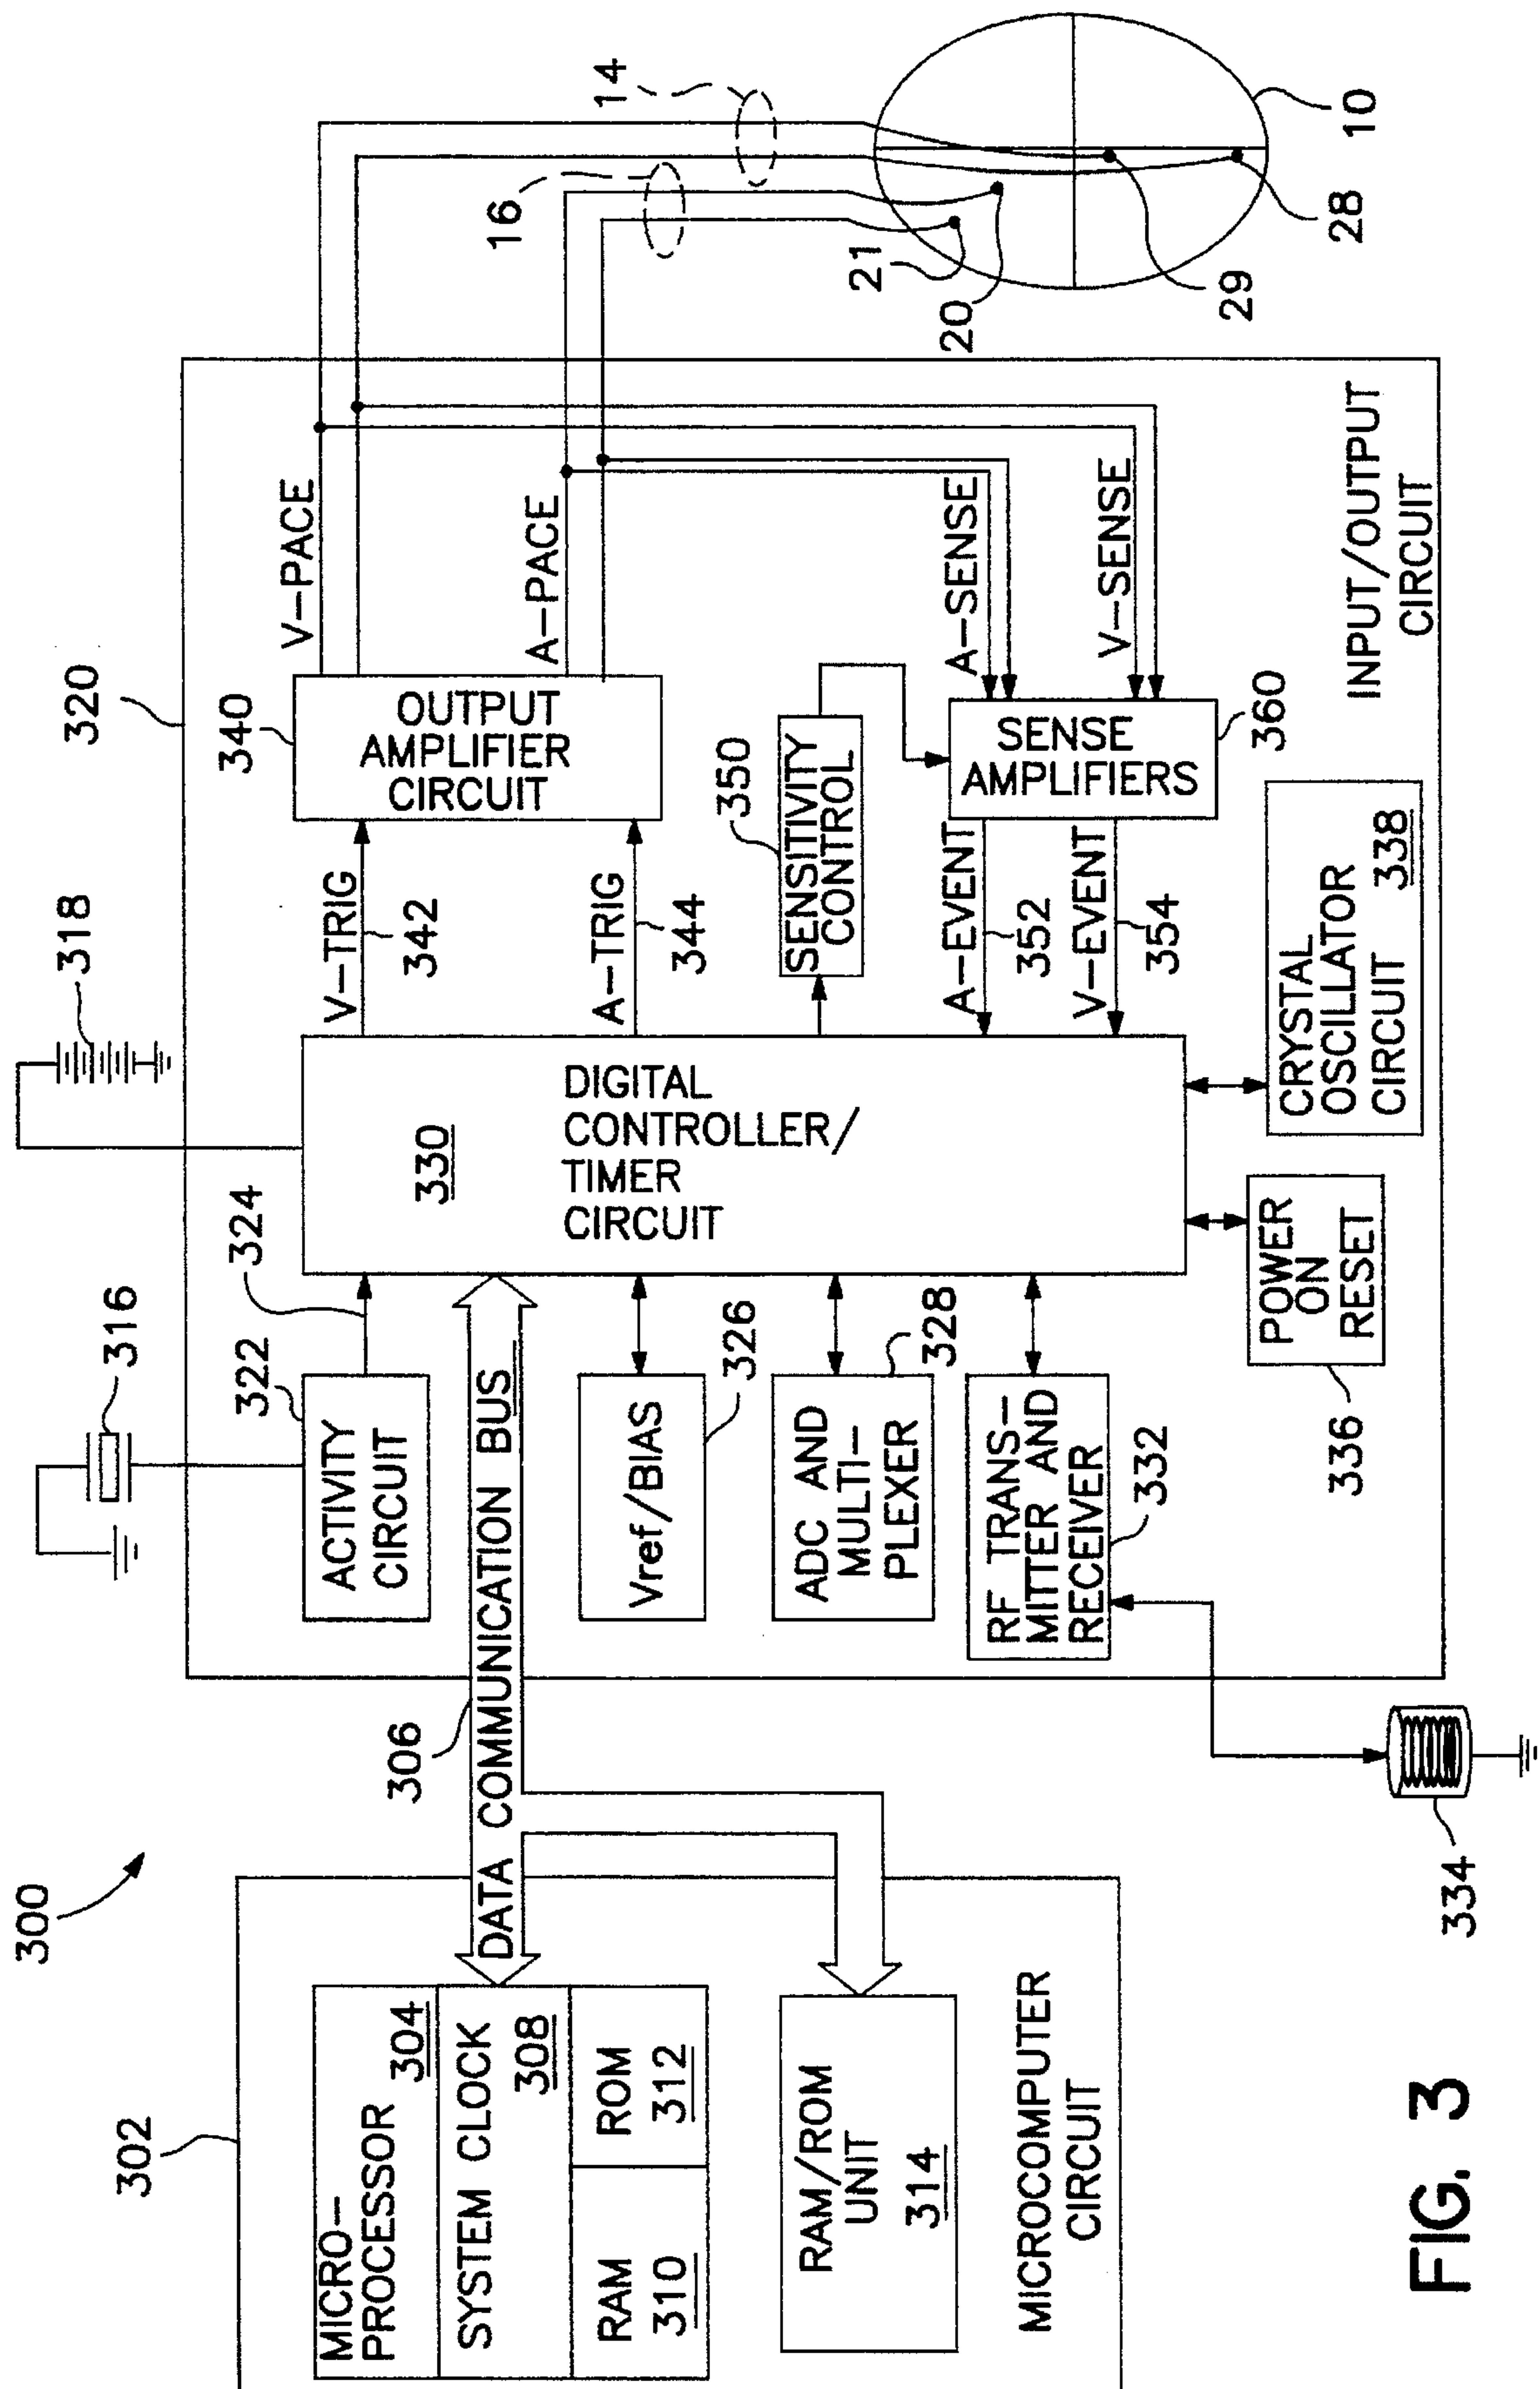 300
302
MICRO-
PROCESSOR
304
SYSTEM CLOCK
308
RAM
310
ROM
312
RAM/ROM
UNIT
314
MICROCOMPUTER
CIRCUIT
306
DATA COMMUNICATION BUS
316
318
320
322
ACTIVITY
CIRCUIT
324
Vref/BIAS
326
ADC AND
MULTI-
PLEXER
328
RF TRANS-
MITTER AND
RECEIVER
332
334
330
DIGITAL
CONTROLLER/
TIMER
CIRCUIT
POWER
ON
RESET
336
CRYSTAL
OSCILLATOR
CIRCUIT
338
V-TRIG
342
A-TRIG
344
340
OUTPUT
AMPLIFIER
CIRCUIT
350
SENSITIVITY
CONTROL
A-EVENT
352
V-EVENT
354
SENSE
AMPLIFIERS
360
V-PACE
A-PACE
A-SENSE
V-SENSE
INPUT/OUTPUT
CIRCUIT
14
16
21
20
29
28
10
FIG. 3